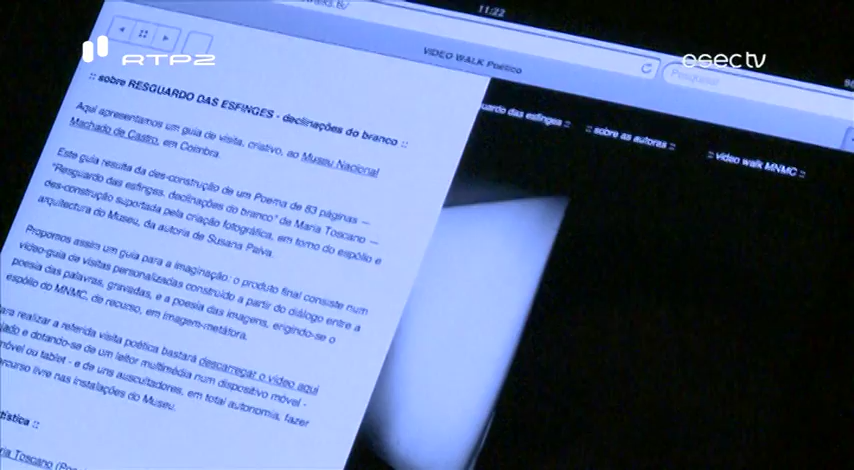 11:22
VIDEO WALK Poético
Pesquisar
RTP2
esectv
:: sobre RESGUARDO DAS ESFINGES - declinações do branco ::
Aqui apresentamos um guia de visita, criativo, ao Museu Nacional
Machado de Castro, em Coimbra.
Este guia resulta da des-construção de um Poema de 83 páginas —
"Resguardo das esfinges, declinações do branco" de Maria Toscano —
des-construção suportada pela criação fotográfica, em torno do espólio e
arquitectura do Museu, da autoria de Susana Paiva.
Propomos assim um guia para a imaginação: o produto final consiste num
vídeo-guia de visitas personalizadas construído a partir do diálogo entre a
poesia das palavras, gravadas, e a poesia das imagens, erigindo-se o
espólio do MNMC, de recurso, em imagem-metáfora.
Para realizar a referida visita poética bastará descarregar o vídeo aqui
e dotando-se de um leitor multimédia num dispositivo móvel -
móvel ou tablet - e de uns auscultadores, em total autonomia, fazer
percurso livre nas instalações do Museu.
das esfinges ::
:: sobre as autoras ::
:: video walk MNMC ::
Toscano